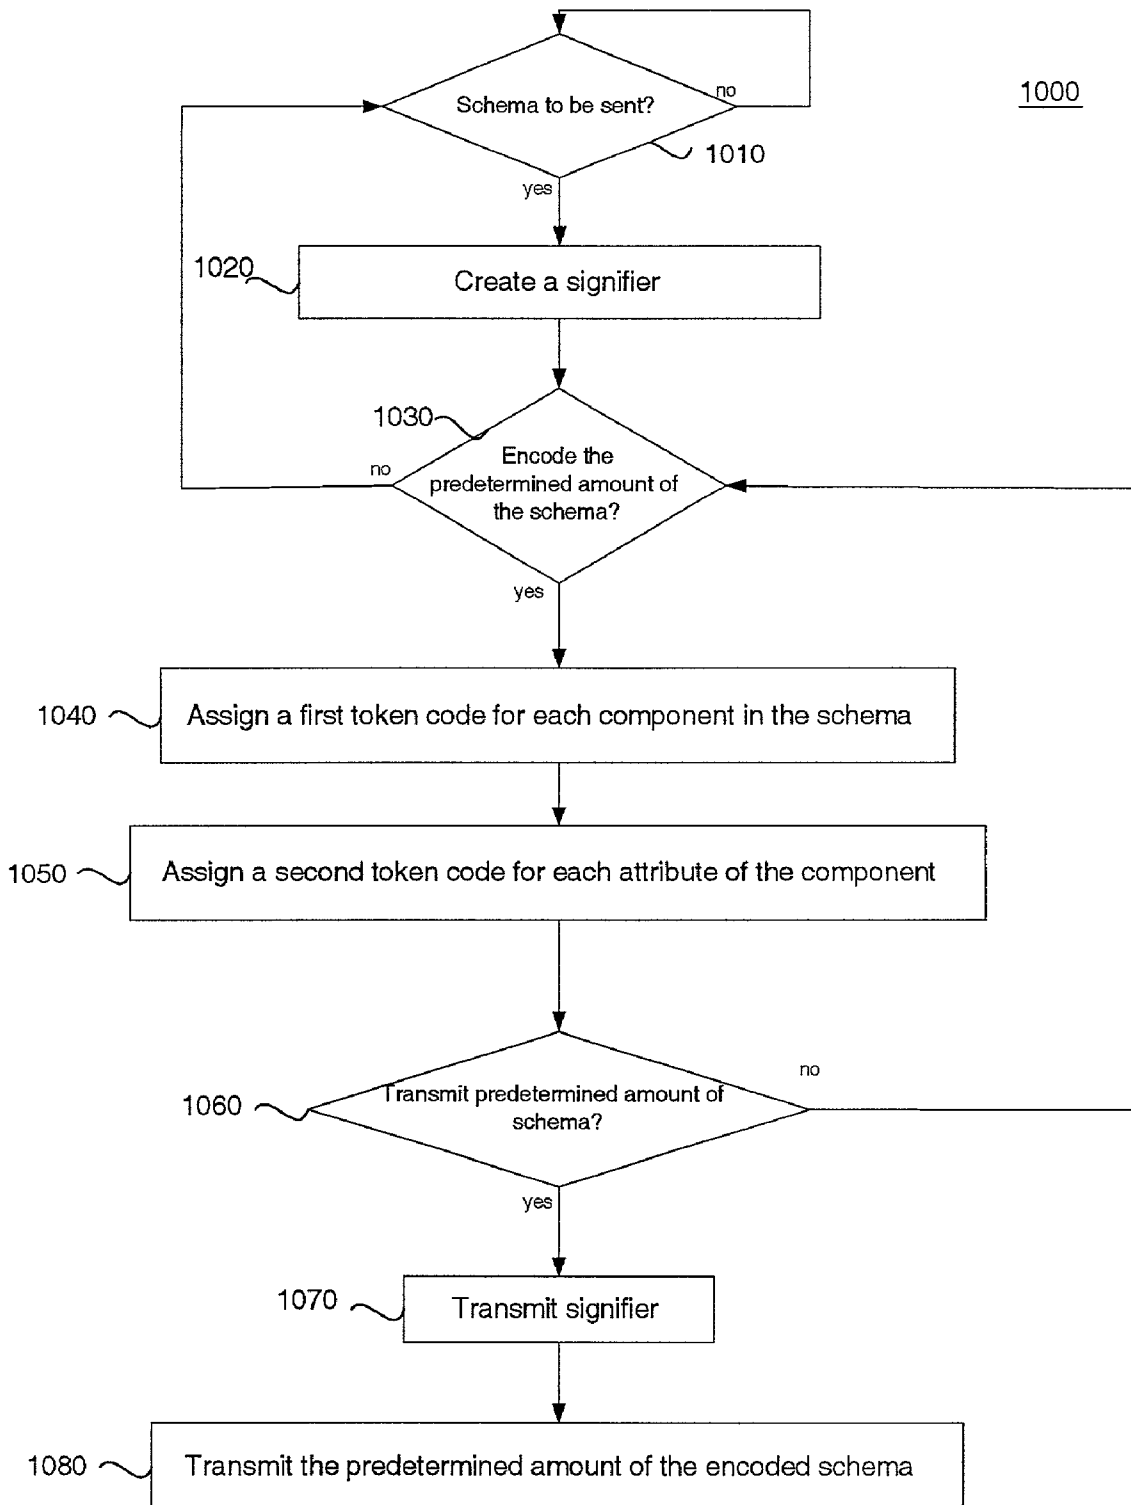 no
1000
Schema to be sent?
1010
yes
1020
Create a signifier
1030
no
Encode the
predetermined amount of
the schema?
yes
1040
Assign a first token code for each component in the schema
1050
Assign a second token code for each attribute of the component
no
1060
Transmit predetermined amount of
schema?
yes
1070
Transmit signifier
1080
Transmit the predetermined amount of the encoded schema